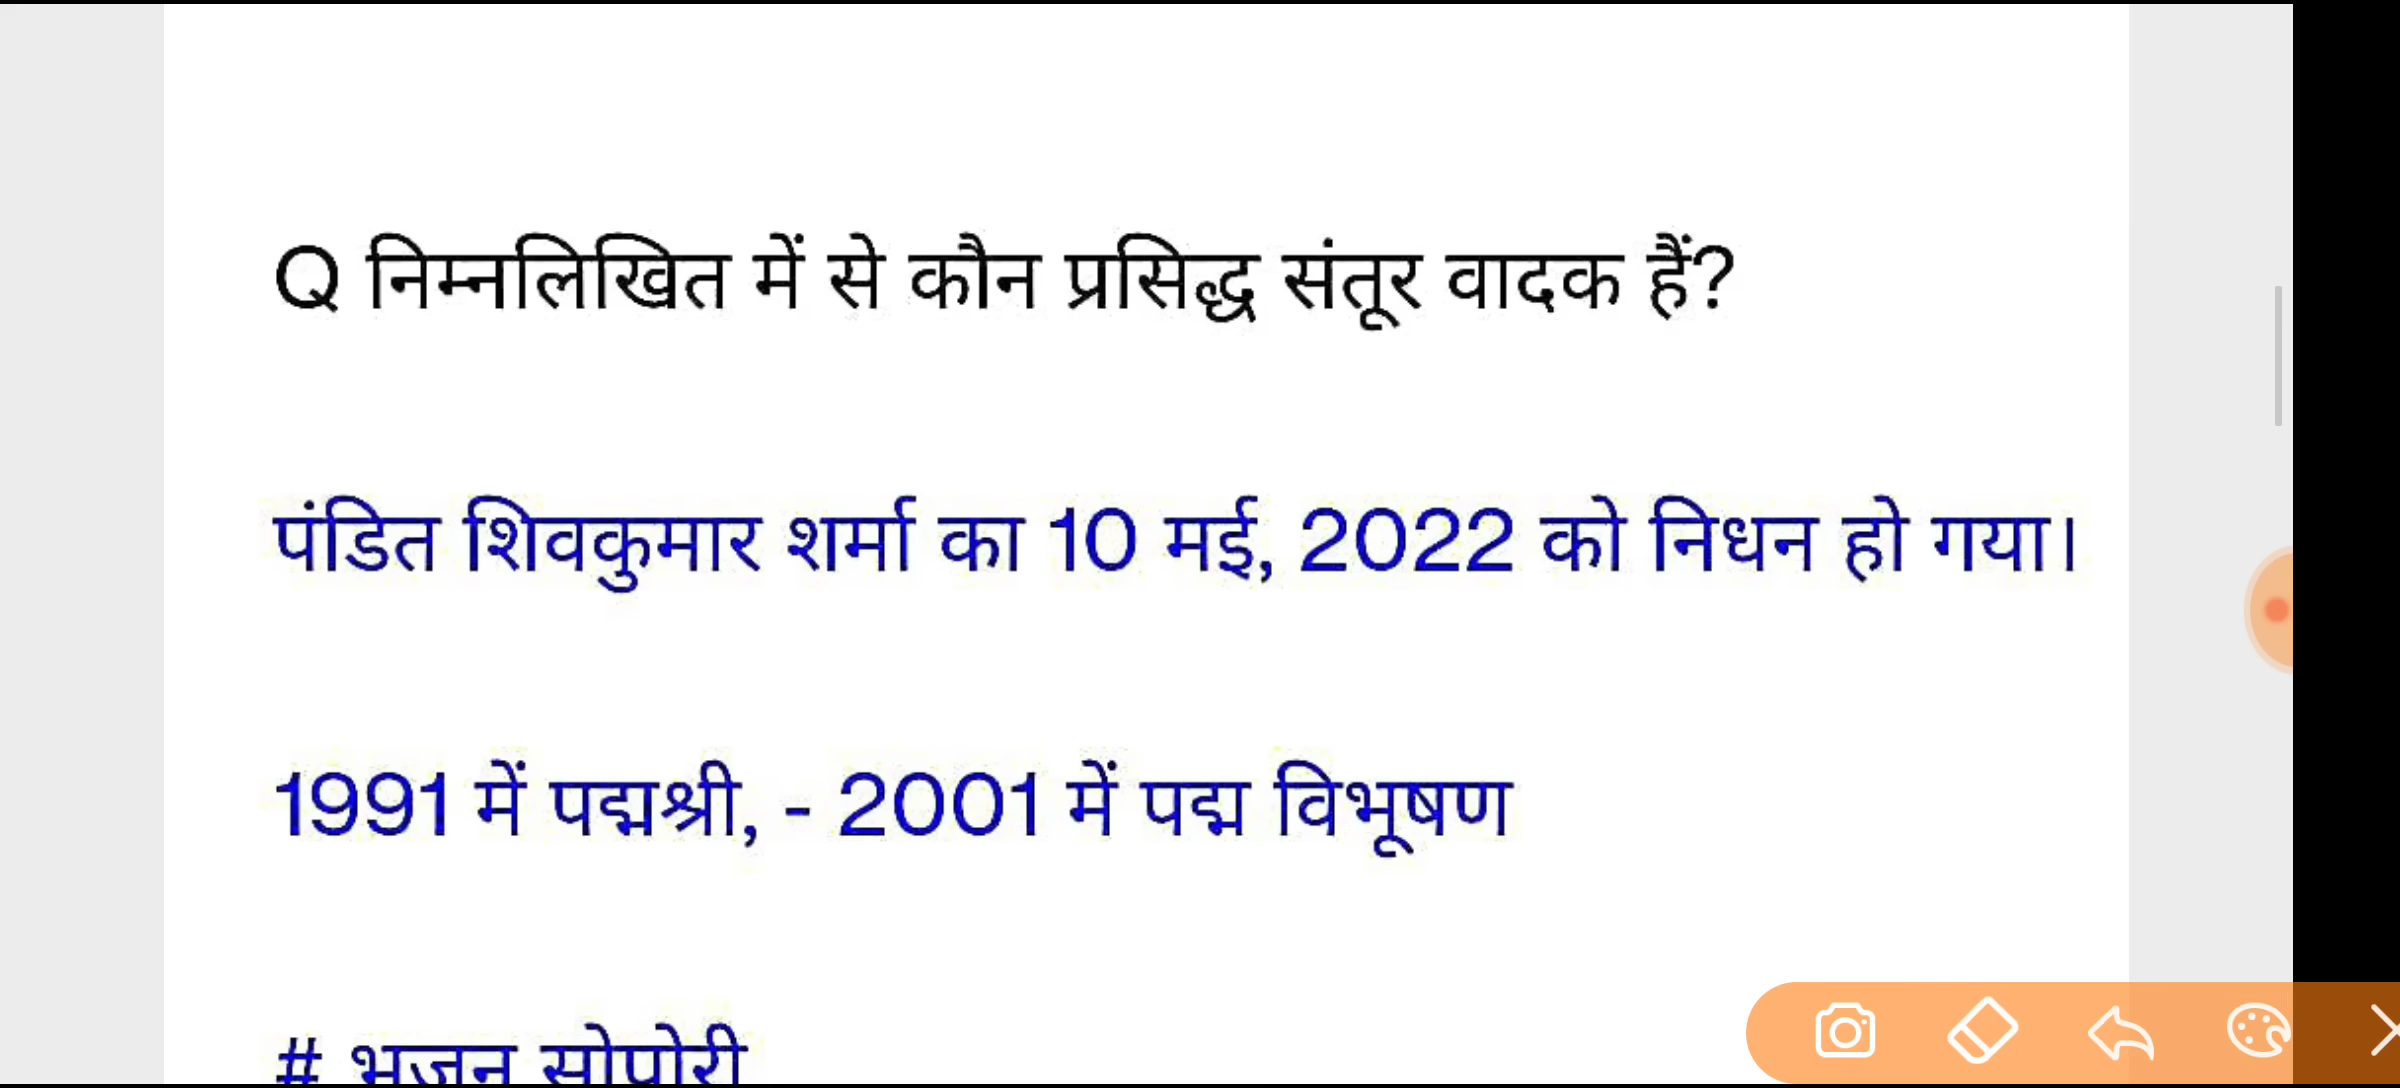 Q निम्नलिखित में से कौन प्रसिद्ध संतूर वादक हैं?
पंडित शिवकुमार शर्मा का 10 मई, 2022 को निधन हो गया।
1991 में पद्मश्री, - 2001 में पद्म विभूषण
# भजन सोपोरी